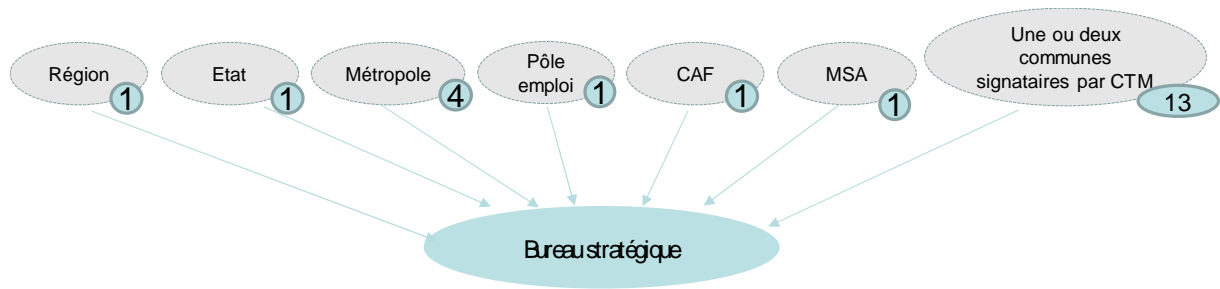 Région
1
Etat
1
Métropole
4
Pôle
emploi
1
CAF
1
MSA
1
Une ou deux
communes
signataires par CTM
13
Bureau stratégique